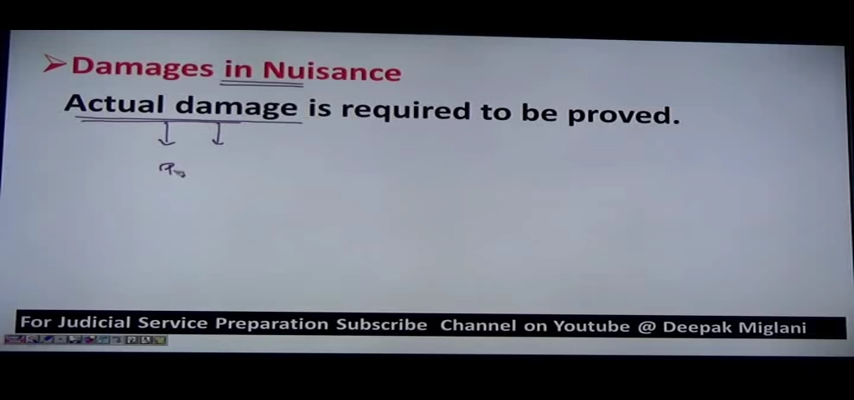 ➢Damages in Nuisance
Actual damage is required to be proved.
For Judicial Service Preparation Subscribe Channel on Youtube @ Deepak Miglani